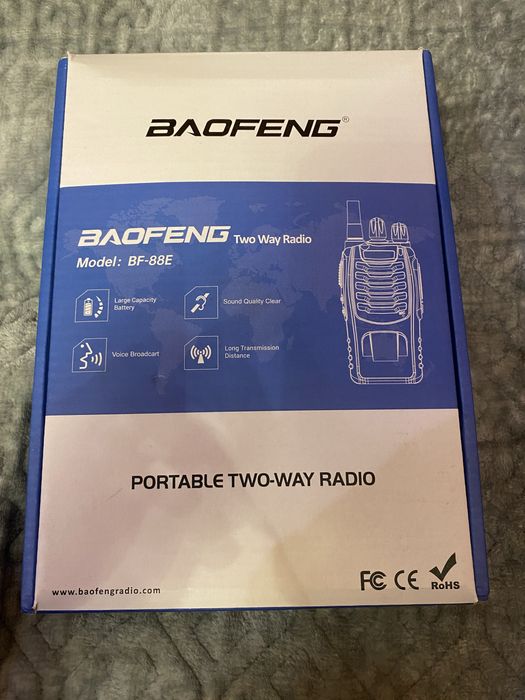 BAOFENG®
BAOFENG Two Way Radio
Model: BF-88E
Large Capacity
Battery
Sound Quality Clear
Voice Broadcart
Long Transmission
Distance
PORTABLE TWO-WAY RADIO
www.baofengradio.com
FC CE RoHS